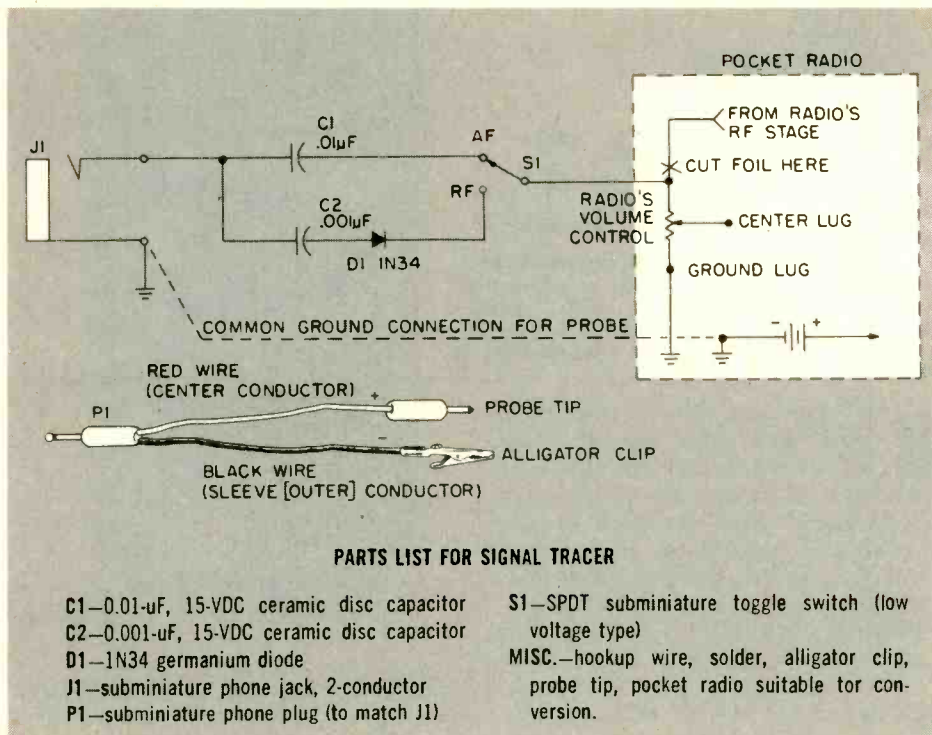 POCKET RADIO
FROM RADIO'S
RF STAGE
CUT FOIL HERE
J1
C1
.01µF
AF
S1
RF
C2
.001µF
D1 1N34
RADIO'S
VOLUME
CONTROL
CENTER LUG
GROUND LUG
COMMON GROUND CONNECTION FOR PROBE
- +
RED WIRE
(CENTER CONDUCTOR)
+
PROBE TIP
P1
-
ALLIGATOR CLIP
BLACK WIRE
(SLEEVE [OUTER] CONDUCTOR)
PARTS LIST FOR SIGNAL TRACER
C1—0.01-uF, 15-VDC ceramic disc capacitor
C2—0.001-uF, 15-VDC ceramic disc capacitor
D1—1N34 germanium diode
J1—subminiature phone jack, 2-conductor
P1—subminiature phone plug (to match J1)
S1—SPDT subminiature toggle switch (low
voltage type)
MISC.—hookup wire, solder, alligator clip,
probe tip, pocket radio suitable tor con-
version.